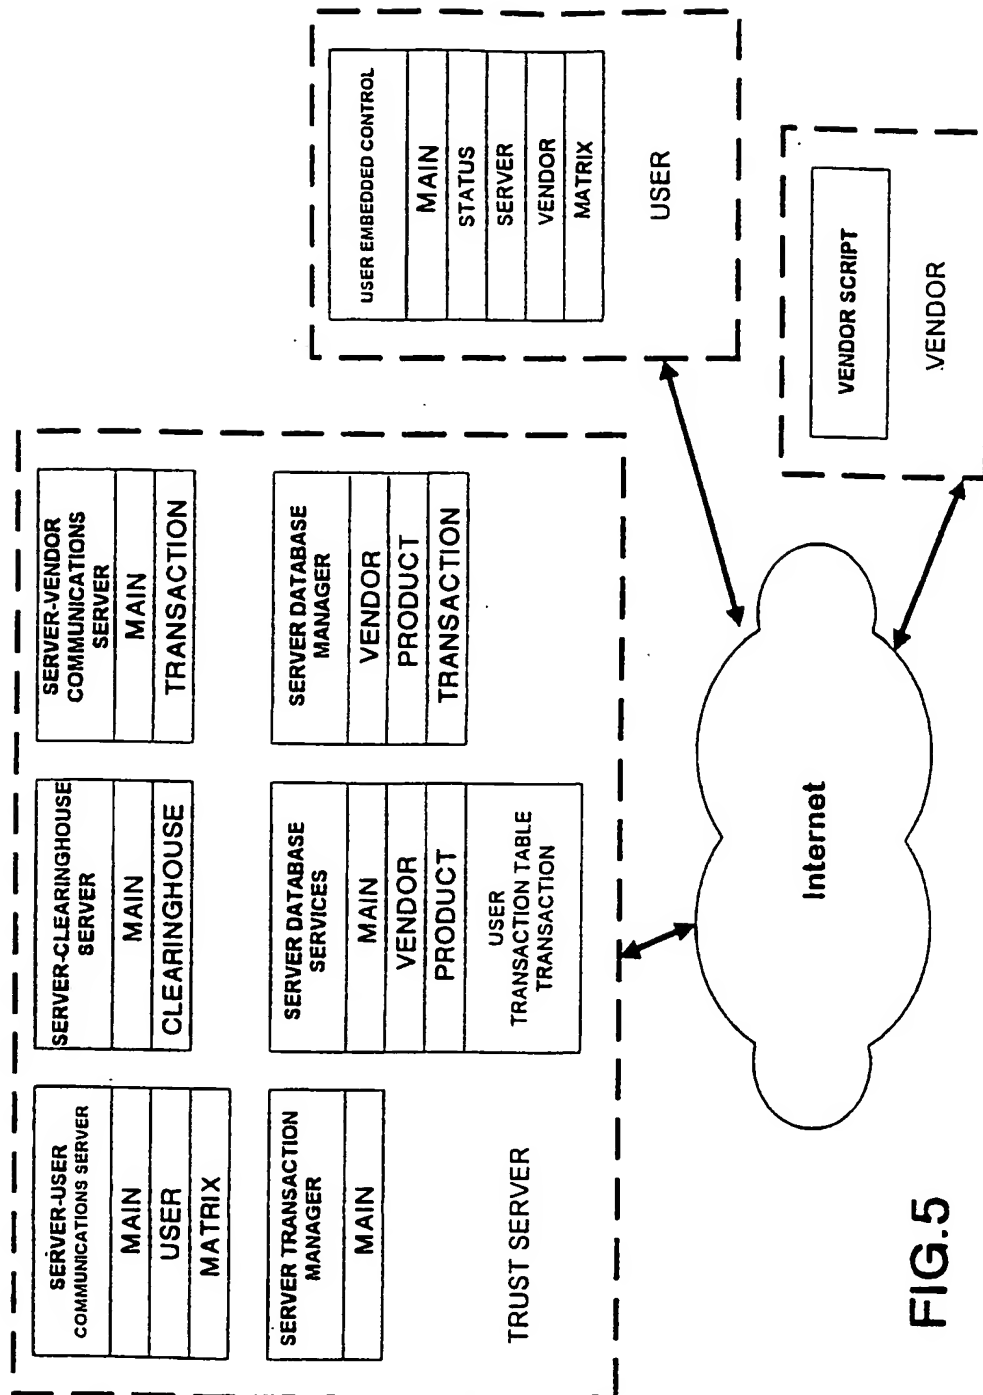 SERVER-USER
COMMUNICATIONS SERVER
MAIN
USER
MATRIX
SERVER-CLEARINGHOUSE
SERVER
MAIN
CLEARINGHOUSE
SERVER-VENDOR
COMMUNICATIONS
SERVER
MAIN
TRANSACTION
SERVER TRANSACTION
MANAGER
MAIN
SERVER DATABASE
SERVICES
MAIN
VENDOR
PRODUCT
USER
TRANSACTION TABLE
TRANSACTION
SERVER DATABASE
MANAGER
VENDOR
PRODUCT
TRANSACTION
TRUST SERVER
USER EMBEDDED CONTROL
MAIN
STATUS
SERVER
VENDOR
MATRIX
USER
Internet
VENDOR SCRIPT
VENDOR
FIG.5